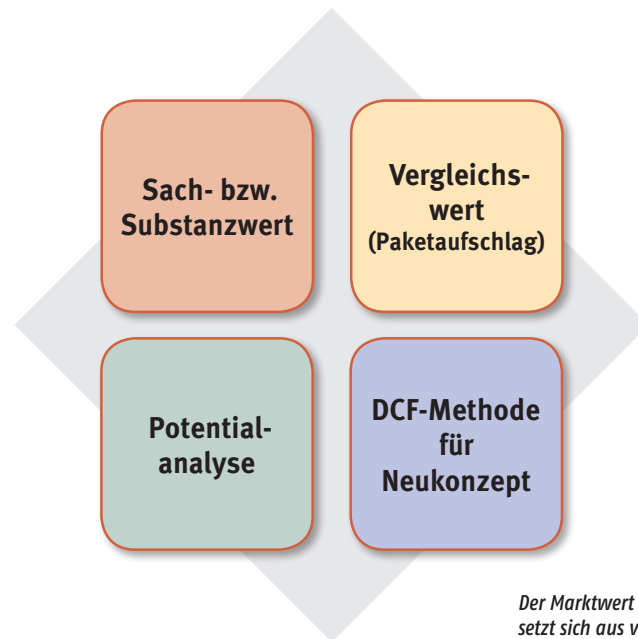 Sach- bzw.
Substanzwert
Vergleichs-
wert
(Paketaufschlag)
Potential-
analyse
DCF-Methode
für
Neukonzept
Der Marktwert
setzt sich aus